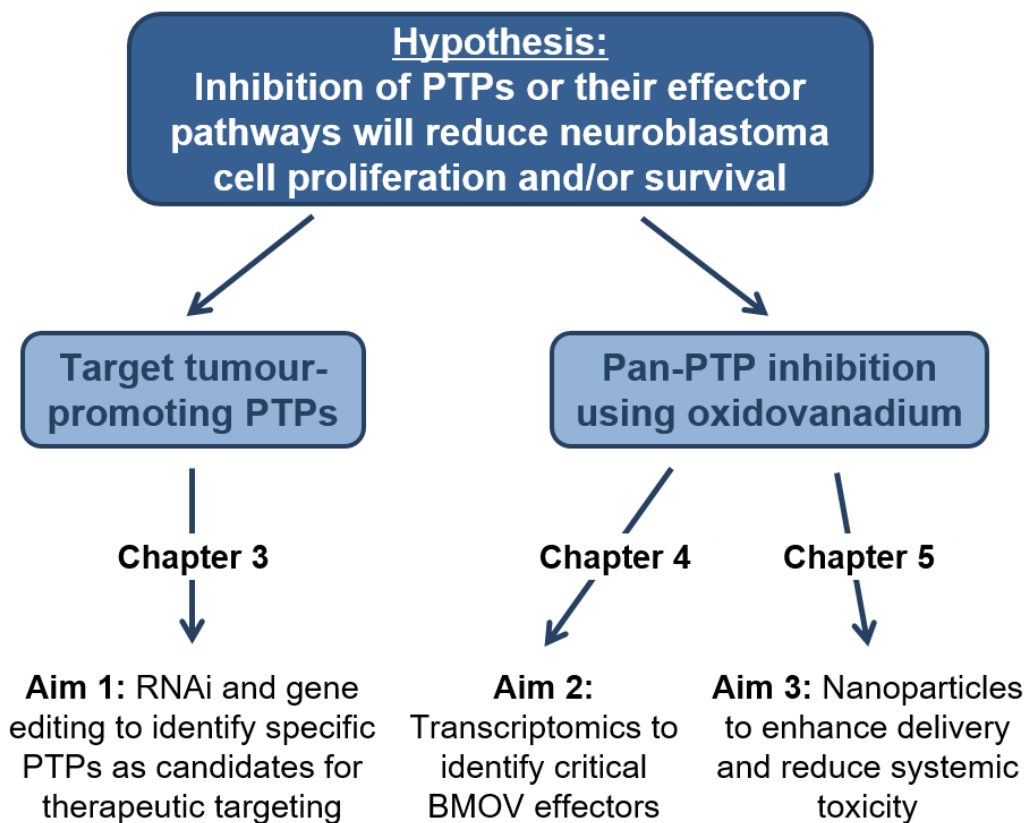 Hypothesis:
Inhibition of PTPs or their effector
pathways will reduce neuroblastoma
cell proliferation and/or survival
Target tumour-
promoting PTPs
Pan-PTP inhibition
using oxidovanadium
Chapter 3
Chapter 4
Chapter 5
Aim 1: RNAi and gene
editing to identify specific
PTPs as candidates for
therapeutic targeting
Aim 2:
Transcriptomics to
identify critical
BMOV effectors
Aim 3: Nanoparticles
to enhance delivery
and reduce systemic
toxicity